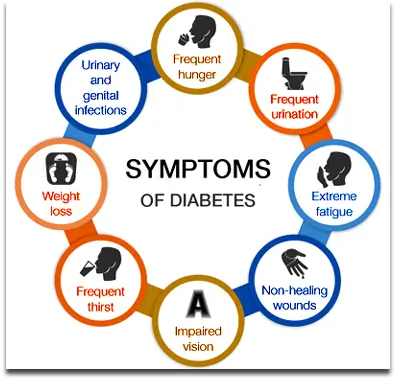 SYMPTOMS
OF DIABETES
Frequent
hunger
Frequent
urination
Extreme
fatigue
Non-healing
wounds
A
Impaired
vision
Frequent
thirst
Weight
loss
Urinary
and
genital
infections